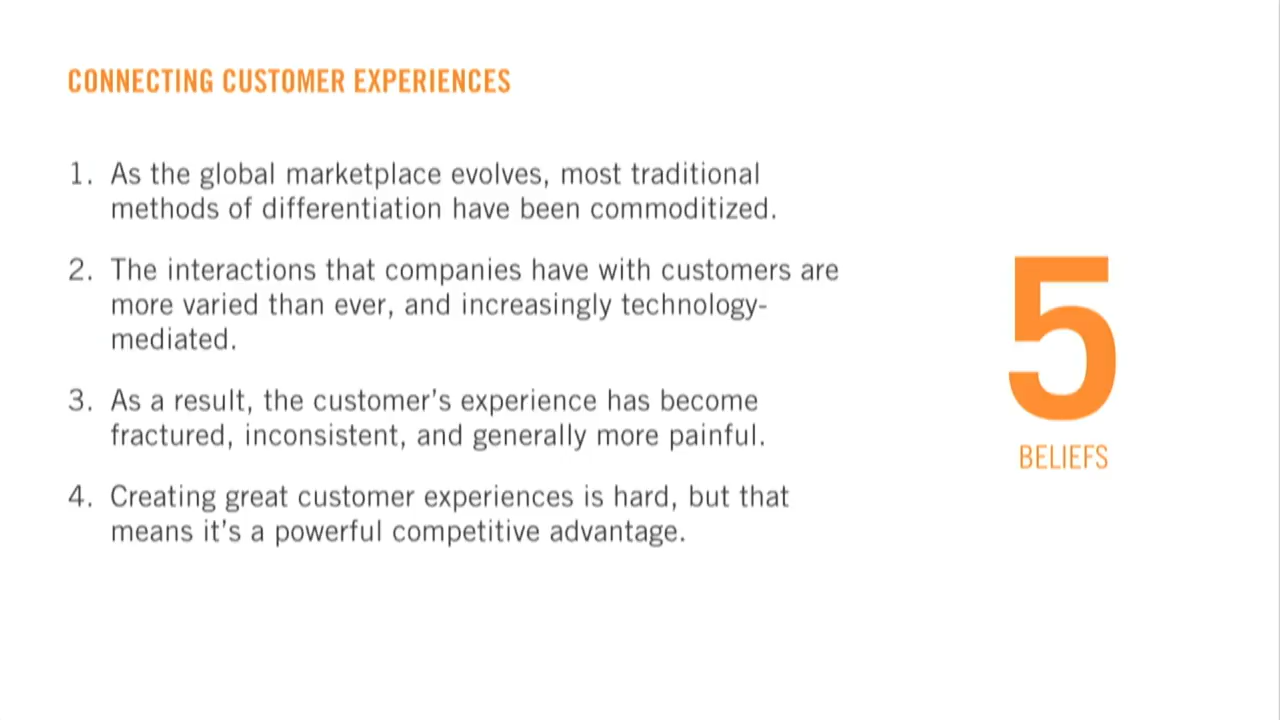 CONNECTING CUSTOMER EXPERIENCES
1. As the global marketplace evolves, most traditional
methods of differentiation have been commoditized.
2. The interactions that companies have with customers are
more varied than ever, and increasingly technology-
mediated.
3. As a result, the customer's experience has become
fractured, inconsistent, and generally more painful.
4. Creating great customer experiences is hard, but that
means it's a powerful competitive advantage.
5
BELIEFS